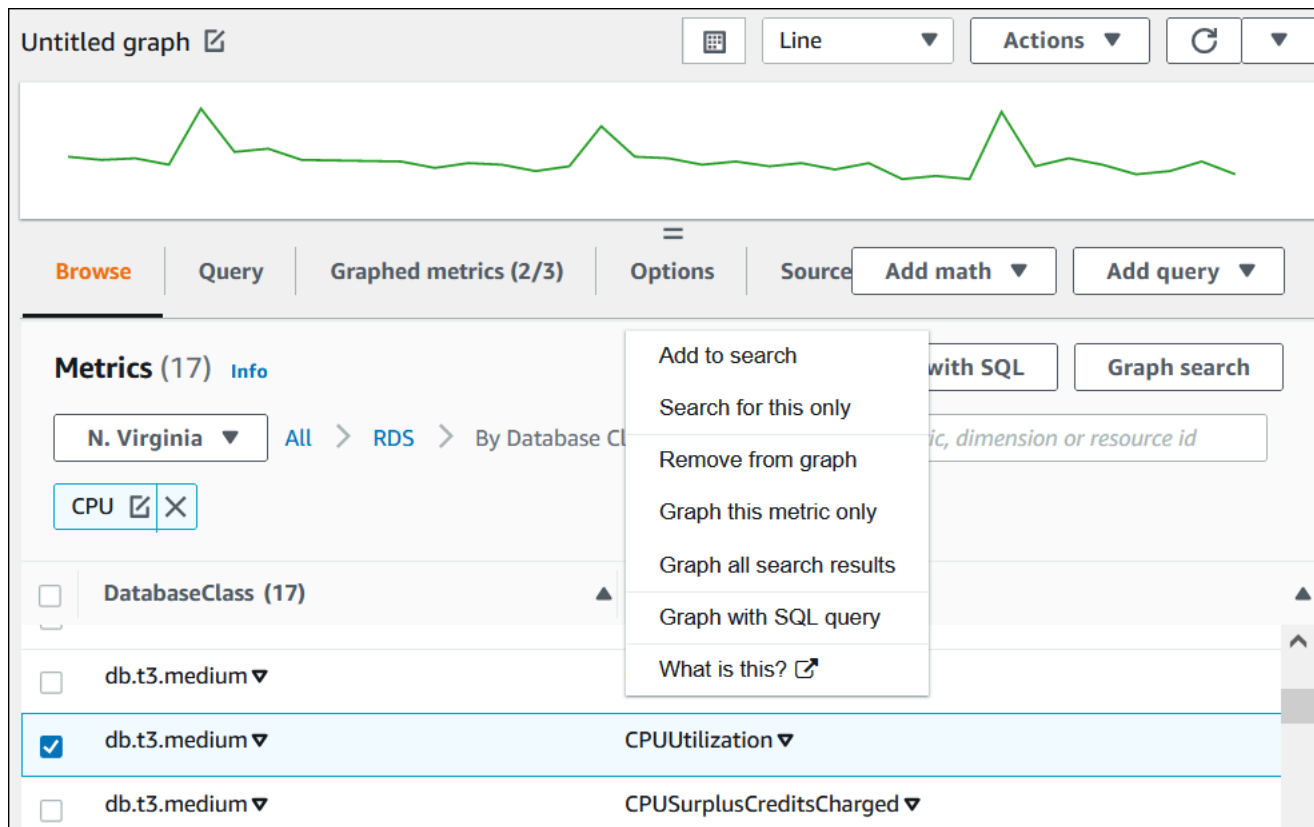 Untitled graph
Line
Actions
Browse
Query
Graphed metrics (2/3)
Options
Source
Add math
Add query
Metrics (17) Info
with SQL
Graph search
N. Virginia
All
RDS
By Database Cl
ic, dimension or resource id
Add to search
Search for this only
Remove from graph
Graph this metric only
Graph all search results
Graph with SQL query
What is this?
CPU
DatabaseClass (17)
db.t3.medium
db.t3.medium
CPUUtilization
db.t3.medium
CPUSurplusCreditsCharged